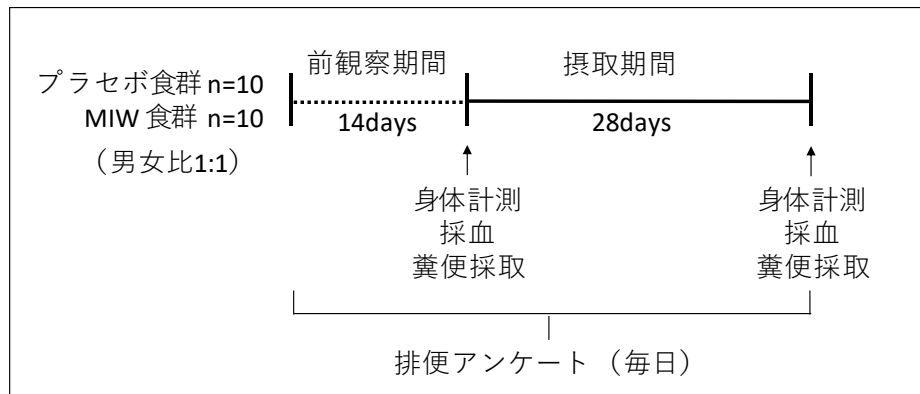 プラセボ食群 n=10
MIW 食群 n=10
（男女比1:1）
前観察期間
14days
摂取期間
28days
身体計測
採血
糞便採取
身体計測
採血
糞便採取
排便アンケート（毎日）